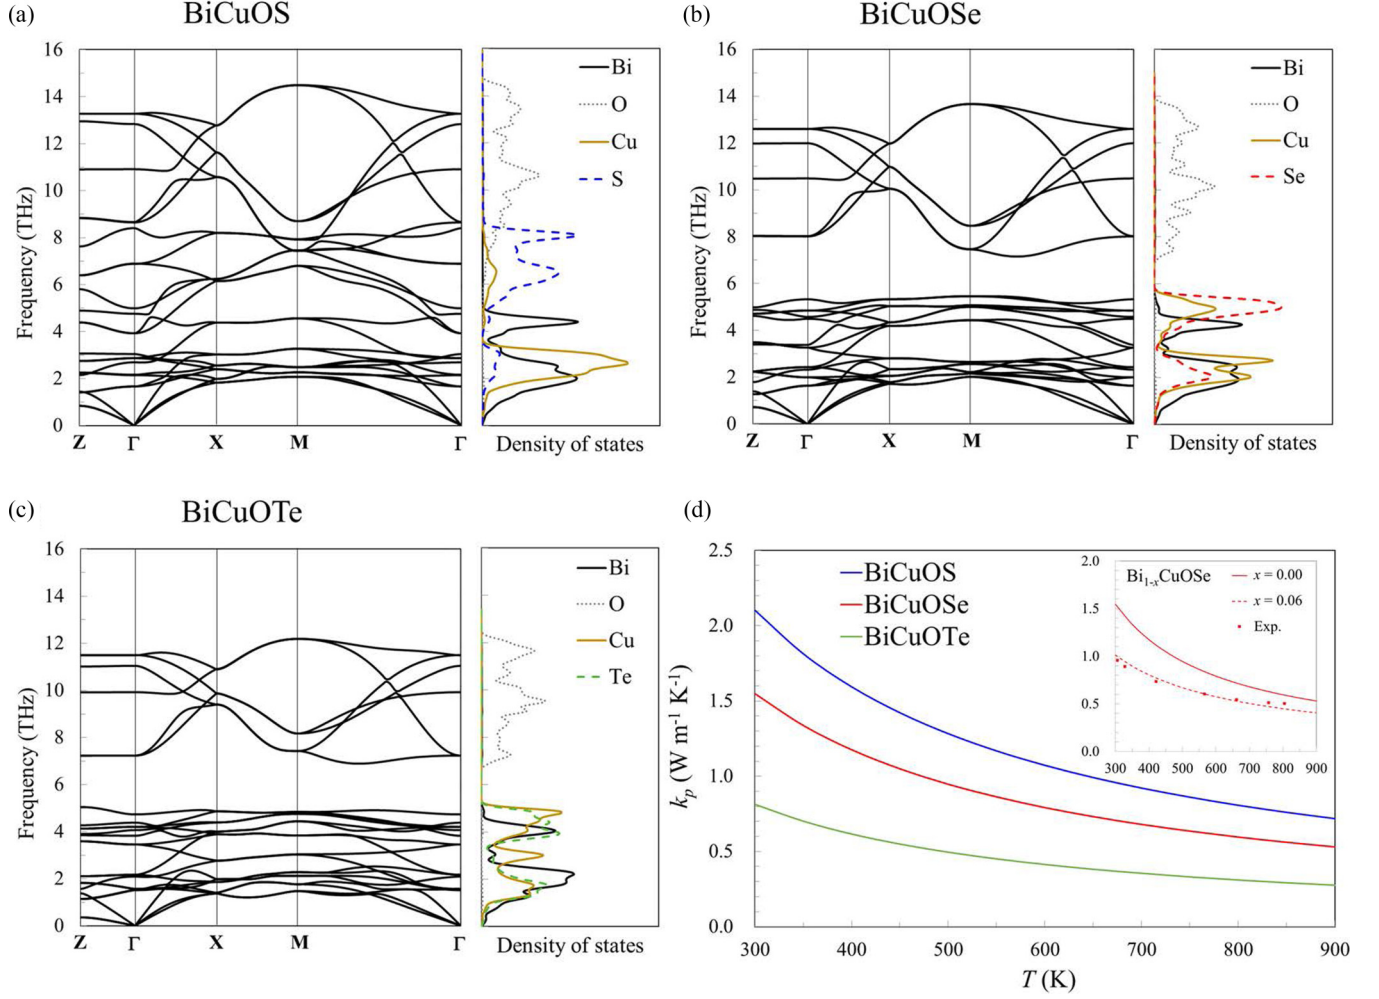 (a)
BiCuOS
16
14
12
10
8
6
4
2
0
Frequency (THz)
Z Γ X M Γ
Bi
O
Cu
S
Density of states
(b)
BiCuOSe
16
14
12
10
8
6
4
2
0
Frequency (THz)
Z Γ X M Γ
Bi
O
Cu
Se
Density of states
(c)
BiCuOTe
16
14
12
10
8
6
4
2
0
Frequency (THz)
Z Γ X M Γ
Bi
O
Cu
Te
Density of states
(d)
2.5
2.0
1.5
1.0
0.5
0.0
kp (W m-1 K-1)
BiCuOS
BiCuOSe
BiCuOTe
300 400 500 600 700 800 900
T (K)
2.0
1.5
1.0
0.5
0.0
Bi1-xCuOSe
x = 0.00
x = 0.06
Exp.
300 400 500 600 700 800 900